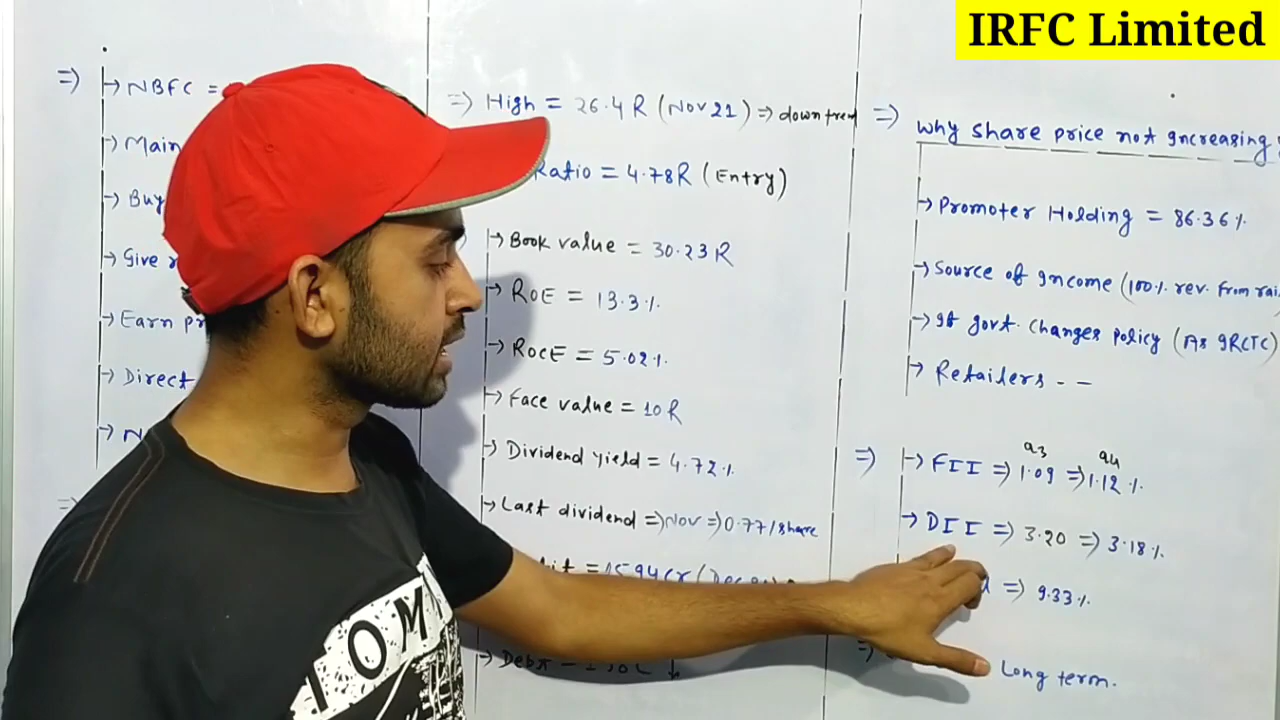 IRFC Limited
⇒ → NBFC =
→ Main
→ Buy
→ Give
→ Earn
→ Direct
→
⇒
⇒ High = 26.4 R (Nov 21) ⇒ down tred
Ratio = 4.78 R (Entry)
→ Book value = 30.23 R
→ ROE = 13.3%
→ ROCE = 5.02%
→ Face value = 10 R
→ Dividend yield = 4.72%
→ Last dividend ⇒ Nov ⇒ 0.77/share
→ Debt
⇒ why share price not increasing
→ Promoter Holding = 86.36%
→ Source of income (100% rev. From
→ If govt. changes policy (As IRCTC)
→ Retailers - -
Q3 Q4
⇒ → FII ⇒ 1.09 ⇒ 1.12%
→ DII ⇒ 3.20 ⇒ 3.18%
⇒ 9.33%
⇒ Long term.
IOM